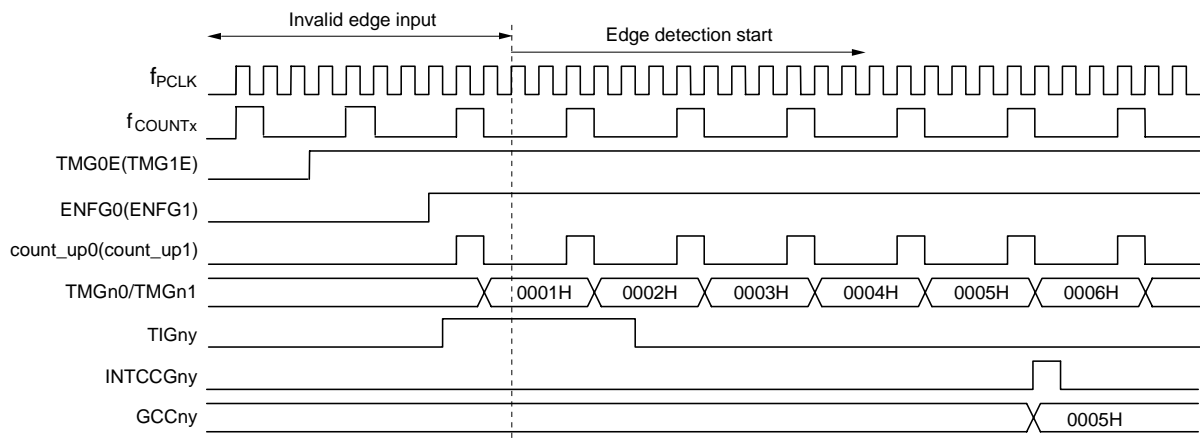 Invalid edge input
Edge detection start
fPCLK
fCOUNTx
TMG0E(TMG1E)
ENFG0(ENFG1)
count_up0(count_up1)
TMGn0/TMGn1 0001H 0002H 0003H 0004H 0005H 0006H
TIGny
INTCCGny
GCCny 0005H